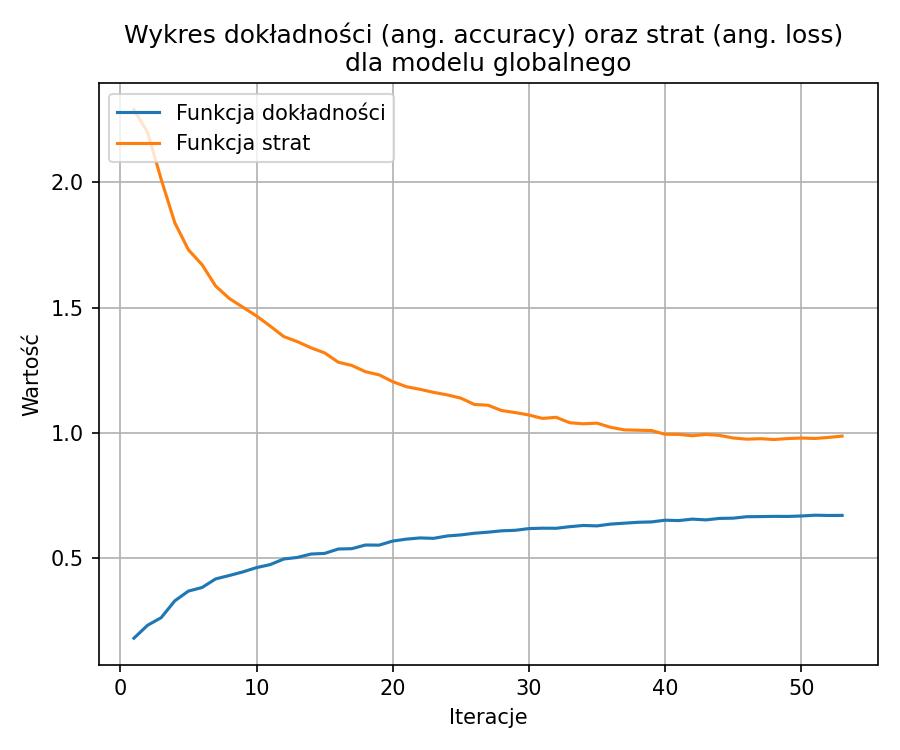 Wykres dokładności (ang. accuracy) oraz strat (ang. loss)
dla modelu globalnego
Funkcja dokładności
Funkcja strat
2.0
1.5
1.0
0.5
Wartość
0 10 20 30 40 50
Iteracje